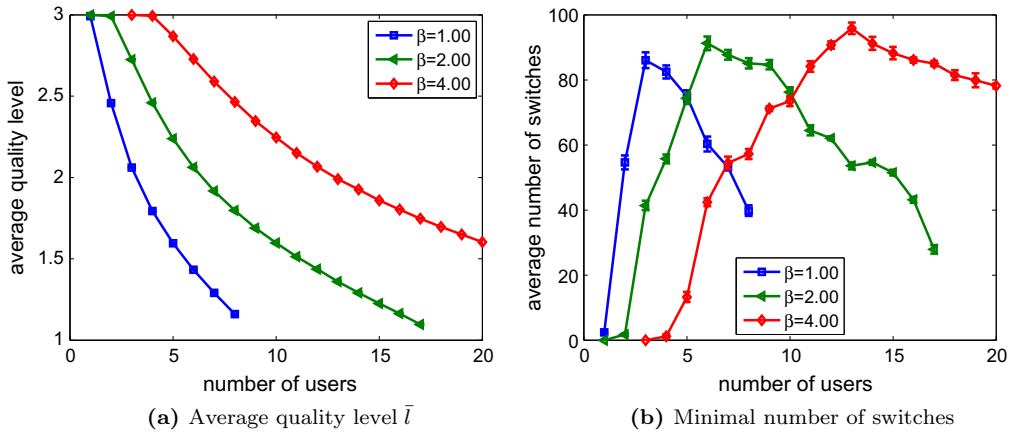 3
2.5
2
1.5
1
0
5
10
15
20
average quality level
number of users
β=1.00
β=2.00
β=4.00
(a) Average quality level l̄
100
80
60
40
20
0
0
5
10
15
20
average number of switches
number of users
β=1.00
β=2.00
β=4.00
(b) Minimal number of switches